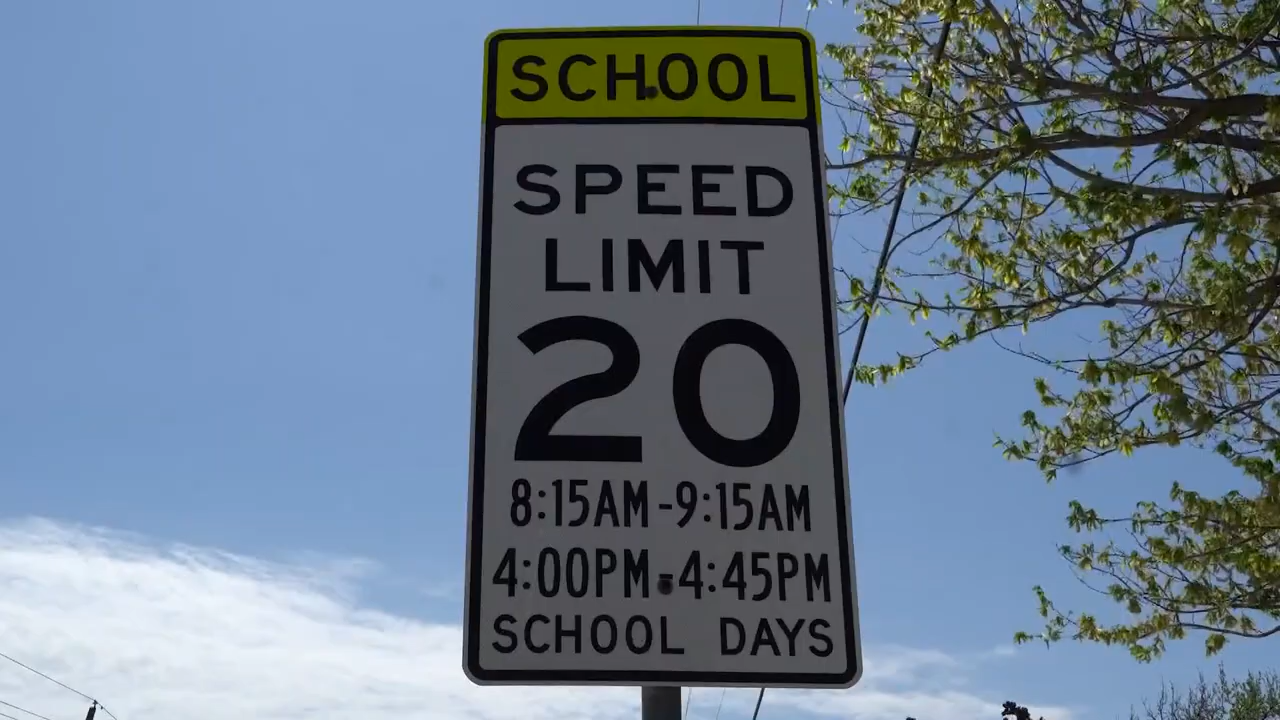 SCHOOL
SPEED
LIMIT
20
8:15AM-9:15AM
4:00PM-4:45PM
SCHOOL DAYS